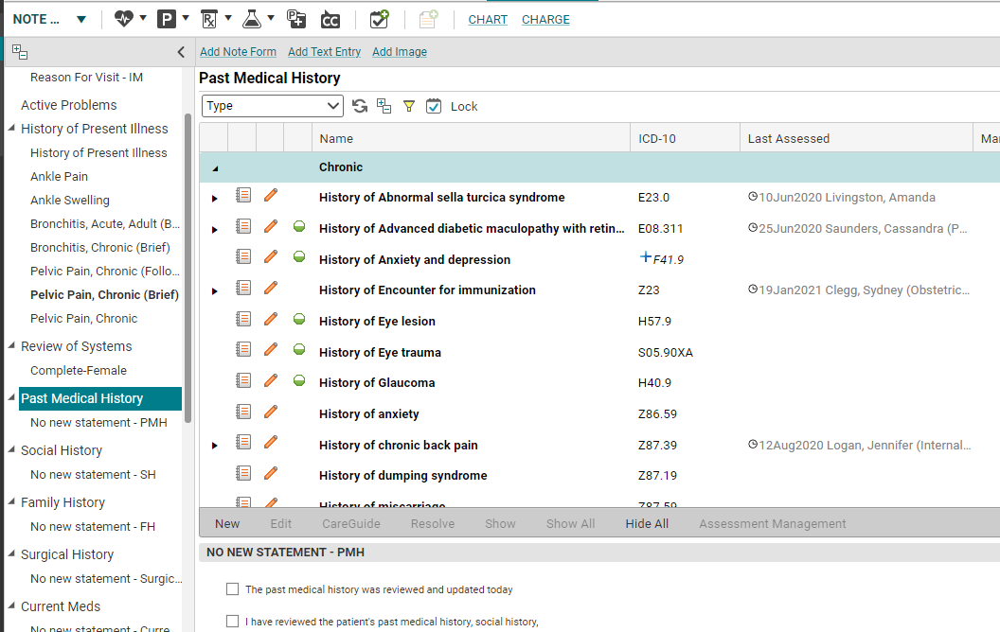 NOTE ...
P
Rx
CC
CHART
CHARGE
Add Note Form
Add Text Entry
Add Image
Reason For Visit - IM
Active Problems
History of Present Illness
History of Present Illness
Ankle Pain
Ankle Swelling
Bronchitis, Acute, Adult (B...
Bronchitis, Chronic (Brief)
Pelvic Pain, Chronic (Follo...
Pelvic Pain, Chronic (Brief)
Pelvic Pain, Chronic
Review of Systems
Complete-Female
Past Medical History
No new statement - PMH
Social History
No new statement - SH
Family History
No new statement - FH
Surgical History
No new statement - Surgic...
Current Meds
No new statement - Curre
Past Medical History
Type
Lock
Name ICD-10 Last Assessed Mar
Chronic
History of Abnormal sella turcica syndrome E23.0 10Jun2020 Livingston, Amanda
History of Advanced diabetic maculopathy with retin... E08.311 25Jun2020 Saunders, Cassandra (P...
History of Anxiety and depression F41.9
History of Encounter for immunization Z23 19Jan2021 Clegg, Sydney (Obstetric...
History of Eye lesion H57.9
History of Eye trauma S05.90XA
History of Glaucoma H40.9
History of anxiety Z86.59
History of chronic back pain Z87.39 12Aug2020 Logan, Jennifer (Internal...
History of dumping syndrome Z87.19
History of miscarriage Z87.59
New Edit CareGuide Resolve Show Show All Hide All Assessment Management
NO NEW STATEMENT - PMH
The past medical history was reviewed and updated today
I have reviewed the patient's past medical history, social history,